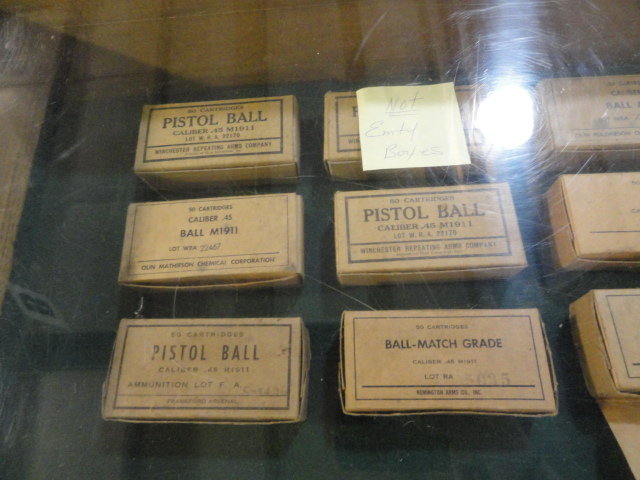 50 CARTRIDGES
PISTOL BALL
CALIBER .45 M1911
LOT W.R.A. 22170
WINCHESTER REPEATING ARMS COMPANY
Not
Emty
Boxes
50 CARTRIDGES
CALIBER .45
BALL M1911
LOT WRA 22467
OLIN MATHIESON CHEMICAL CORPORATION
50 CARTRIDGES
PISTOL BALL
CALIBER .45 M1911
LOT W.R.A. 22170
WINCHESTER REPEATING ARMS COMPANY
50 CARTRIDGES
PISTOL BALL
CALIBER .45 M1911
AMMUNITION LOT F. A.
FRANKFORD ARSENAL
50 CARTRIDGES
BALL-MATCH GRADE
CALIBER .45 M1911
LOT RA
REMINGTON ARMS CO., INC.